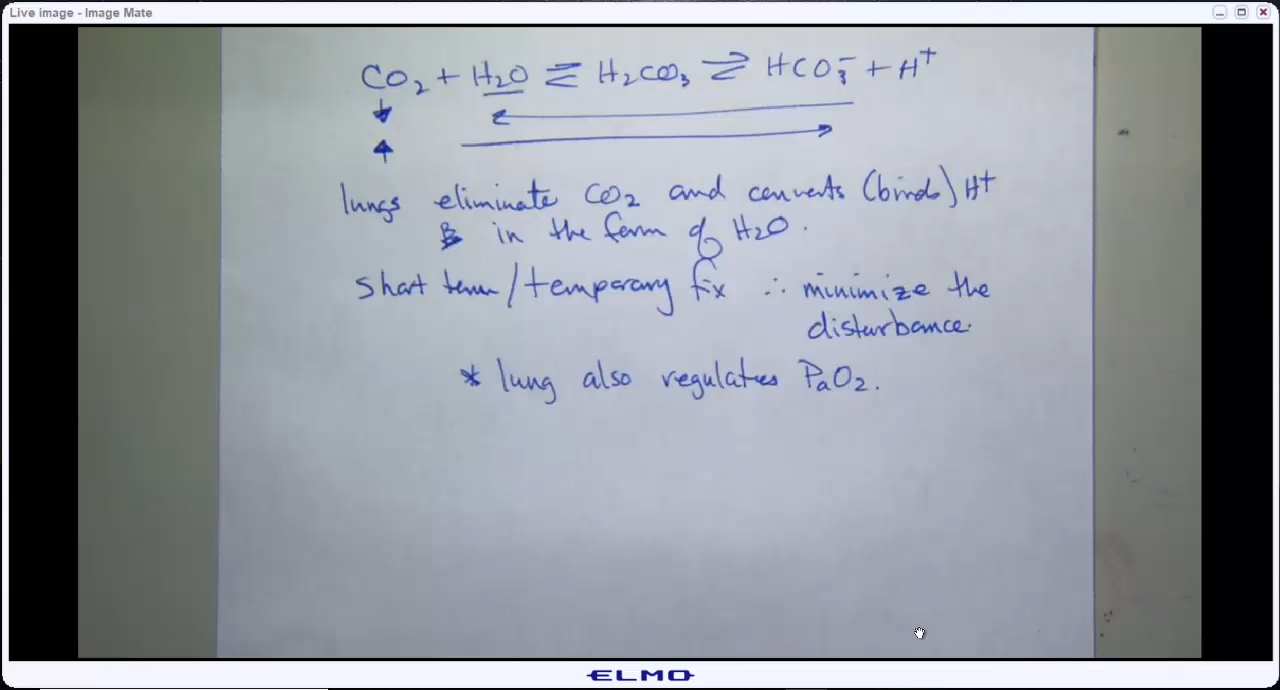 Live image - Image Mate
CO₂ + H₂O ⇌ H₂CO₃ ⇌ HCO₃⁻ + H⁺
lungs eliminate CO₂ and converts (binds) H⁺
in the form of H₂O.
Short term/temporary fix ∴ minimize the
disturbance.
* lung also regulates PaO₂.
ELMO